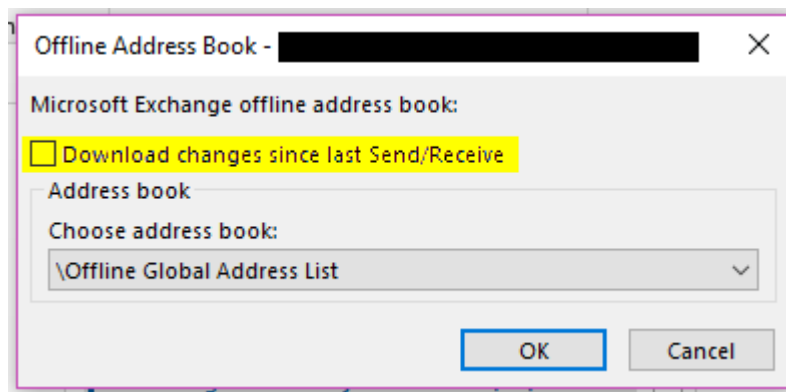 Offline Address Book -
Microsoft Exchange offline address book:
Download changes since last Send/Receive
Address book
Choose address book:
\Offline Global Address List
OK
Cancel